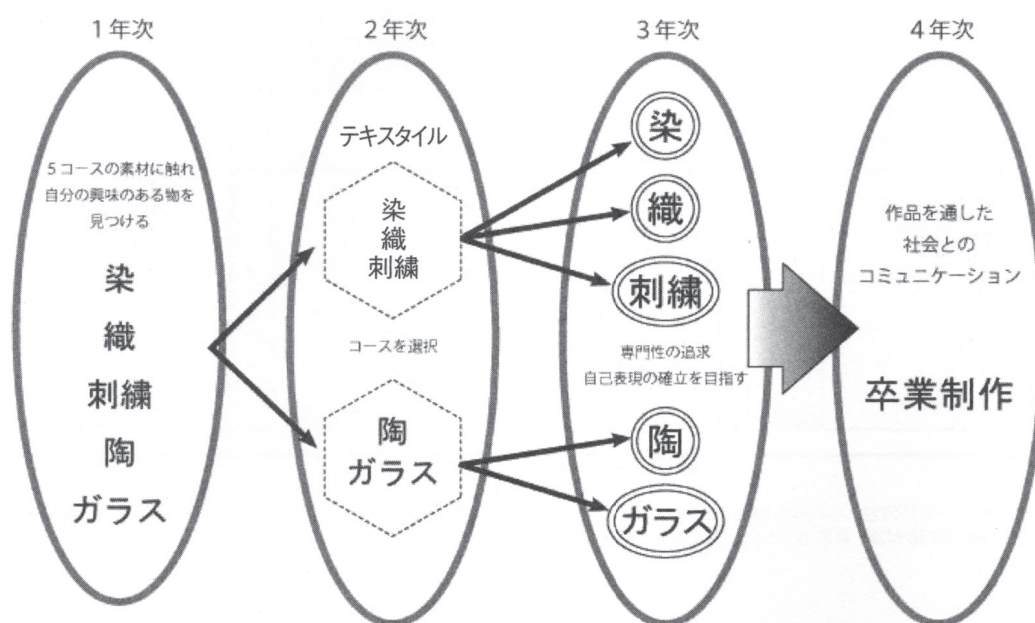 1年次
5コースの素材に触れ
自分の興味のある物を
見つける
染
織
刺繍
陶
ガラス
2年次
テキスタイル
染
織
刺繍
コースを選択
陶
ガラス
3年次
染
織
刺繍
専門性の追求
自己表現の確立を目指す
陶
ガラス
4年次
作品を通した
社会との
コミュニケーション
卒業制作